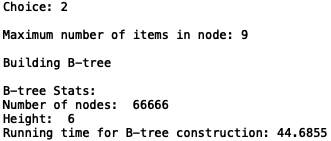 Choice: 2
Maximum number of items in node: 9
Building B-tree
B-tree Stats:
Number of nodes:  66666
Height:  6
Running time for B-tree construction: 44.6855